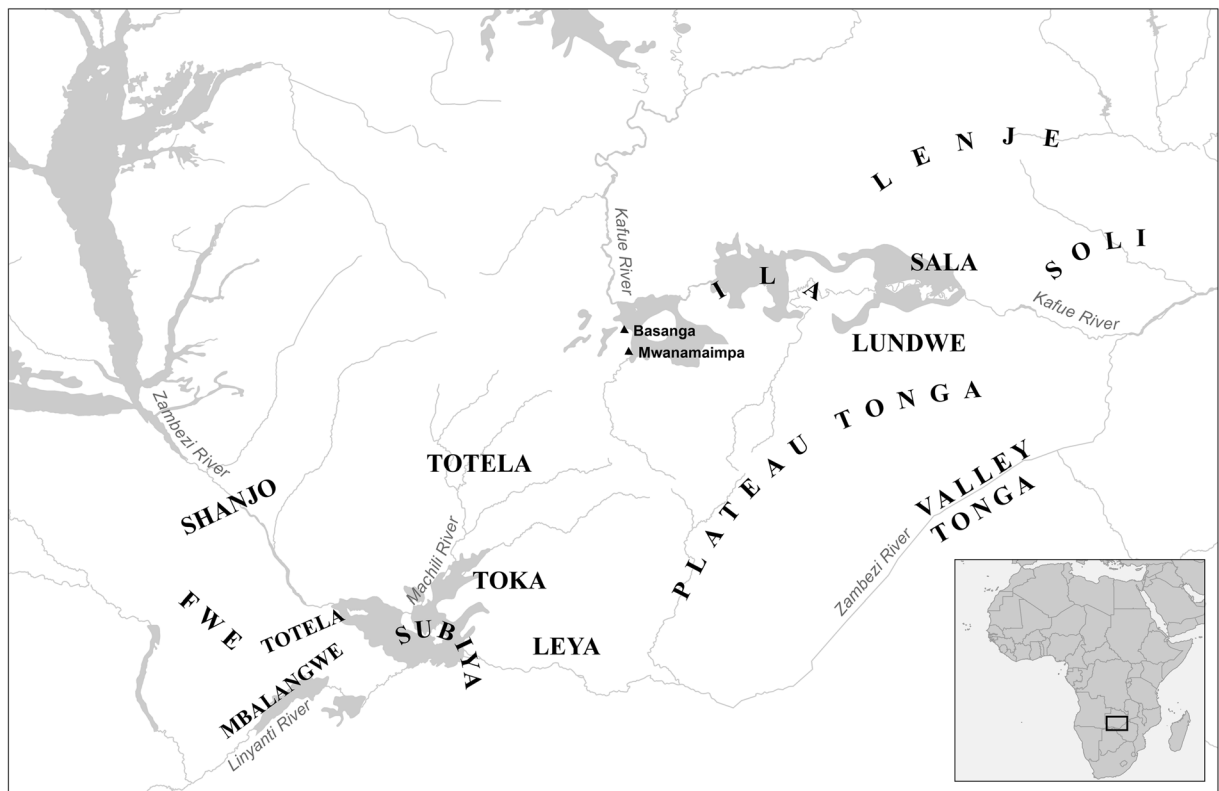 LENJE
SOLI
Kafue River
SALA
ILA
Kafue River
Basanga
LUNDWE
Mwanamaimpa
PLATEAU TONGA
Zambezi River
TOTELA
VALLEY
TONGA
SHANJO
Machili River
TOKA
Zambezi River
FWE
TOTELA
SUBIYA
LEYA
MBALANGWE
Linyanti River